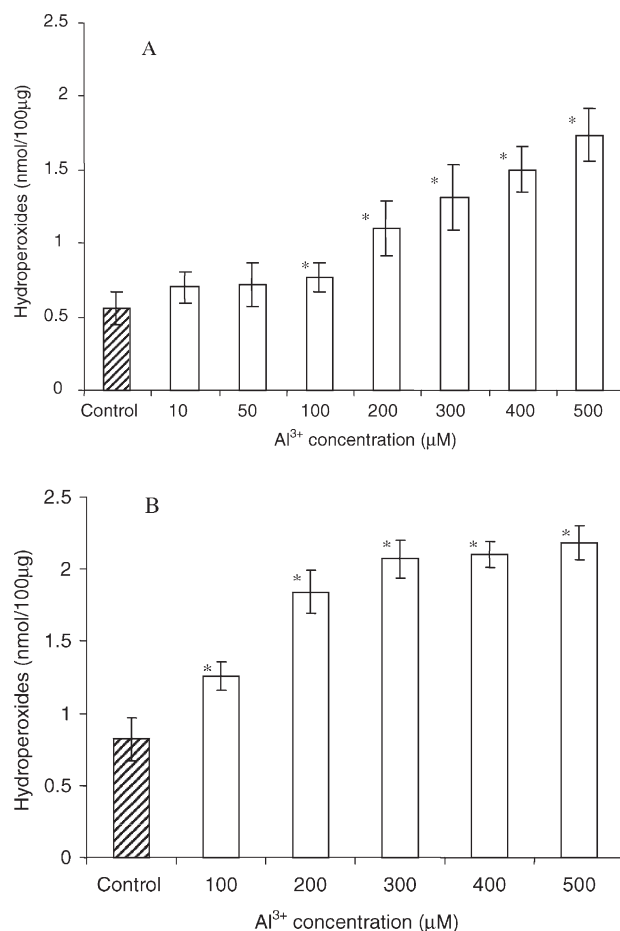 A
Hydroperoxides (nmol/100µg)
2.5
2
1.5
1
0.5
0
*
*
*
*
*
Control 10 50 100 200 300 400 500
Al³⁺ concentration (µM)
B
Hydroperoxides (nmol/100µg)
2.5
2
1.5
1
0.5
0
*
*
*
*
*
Control 100 200 300 400 500
Al³⁺ concentration (µM)